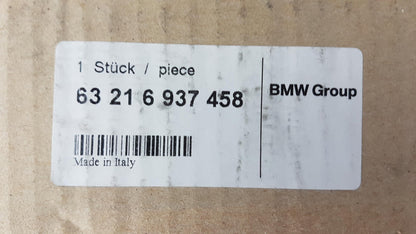 1 Stück / piece
63 21 6 937 458
BMW Group
Made in Italy